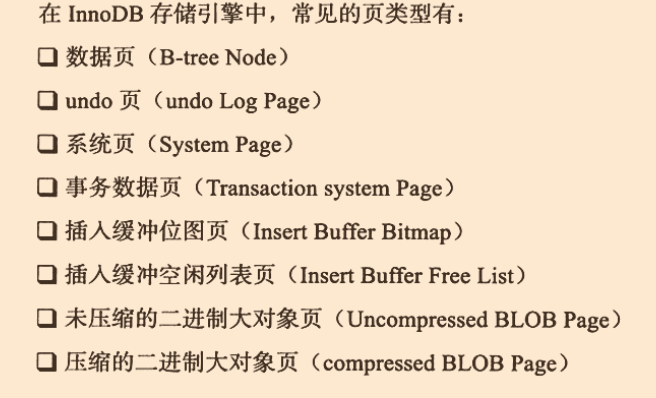 在 InnoDB 存储引擎中，常见的页类型有：
❑ 数据页（B-tree Node）
❑ undo 页（undo Log Page）
❑ 系统页（System Page）
❑ 事务数据页（Transaction system Page）
❑ 插入缓冲位图页（Insert Buffer Bitmap）
❑ 插入缓冲空闲列表页（Insert Buffer Free List）
❑ 未压缩的二进制大对象页（Uncompressed BLOB Page）
❑ 压缩的二进制大对象页（compressed BLOB Page）